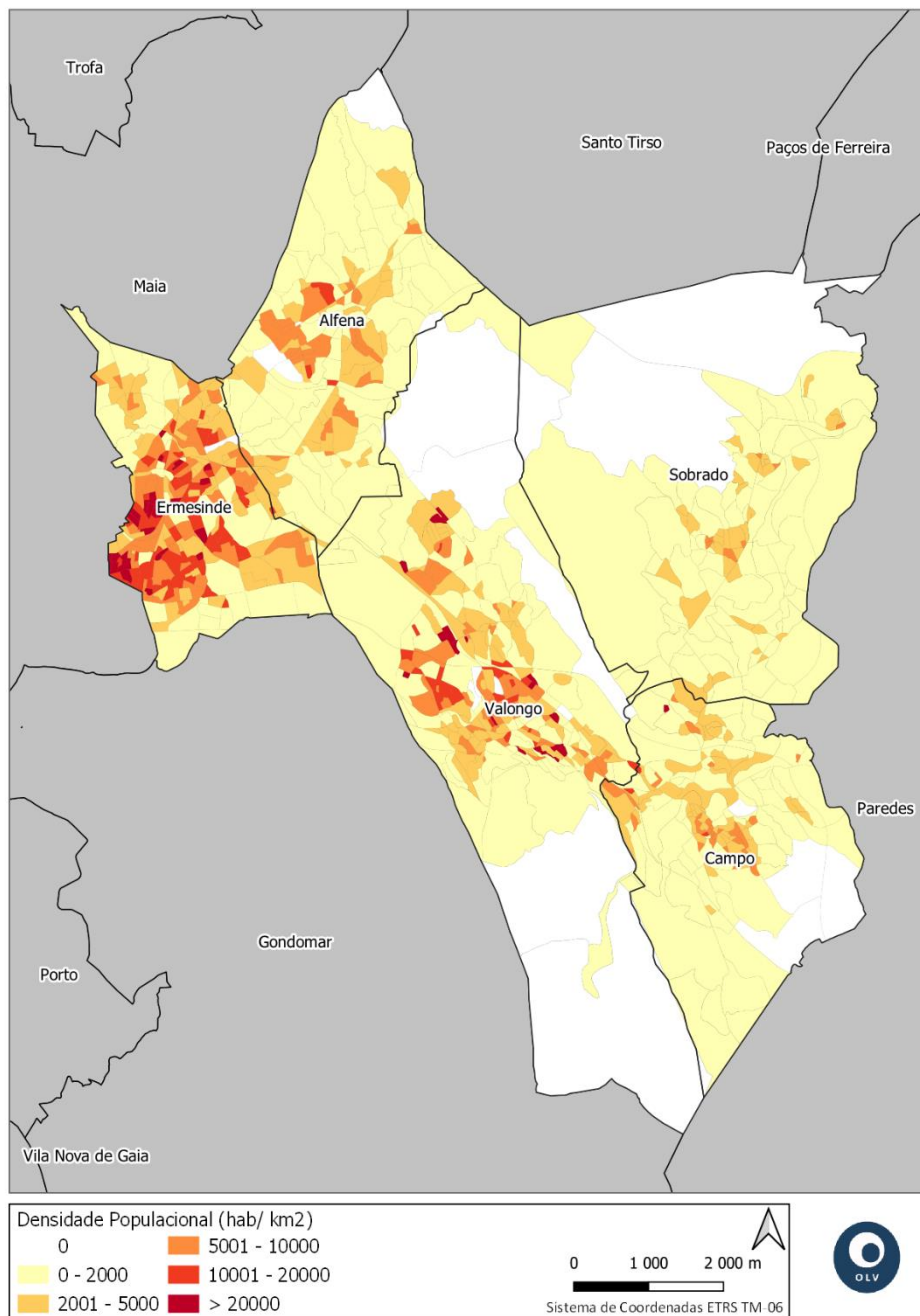 Trofa
Santo Tirso
Paços de Ferreira
Maia
Alfena
Sobrado
Ermesinde
Valongo
Paredes
Campo
Gondomar
Porto
Vila Nova de Gaia
Densidade Populacional (hab/ km2)
0
5001 - 10000
0 - 2000
10001 - 20000
2001 - 5000
> 20000
0 1 000 2 000 m
Sistema de Coordenadas ETRS TM-06
OLV